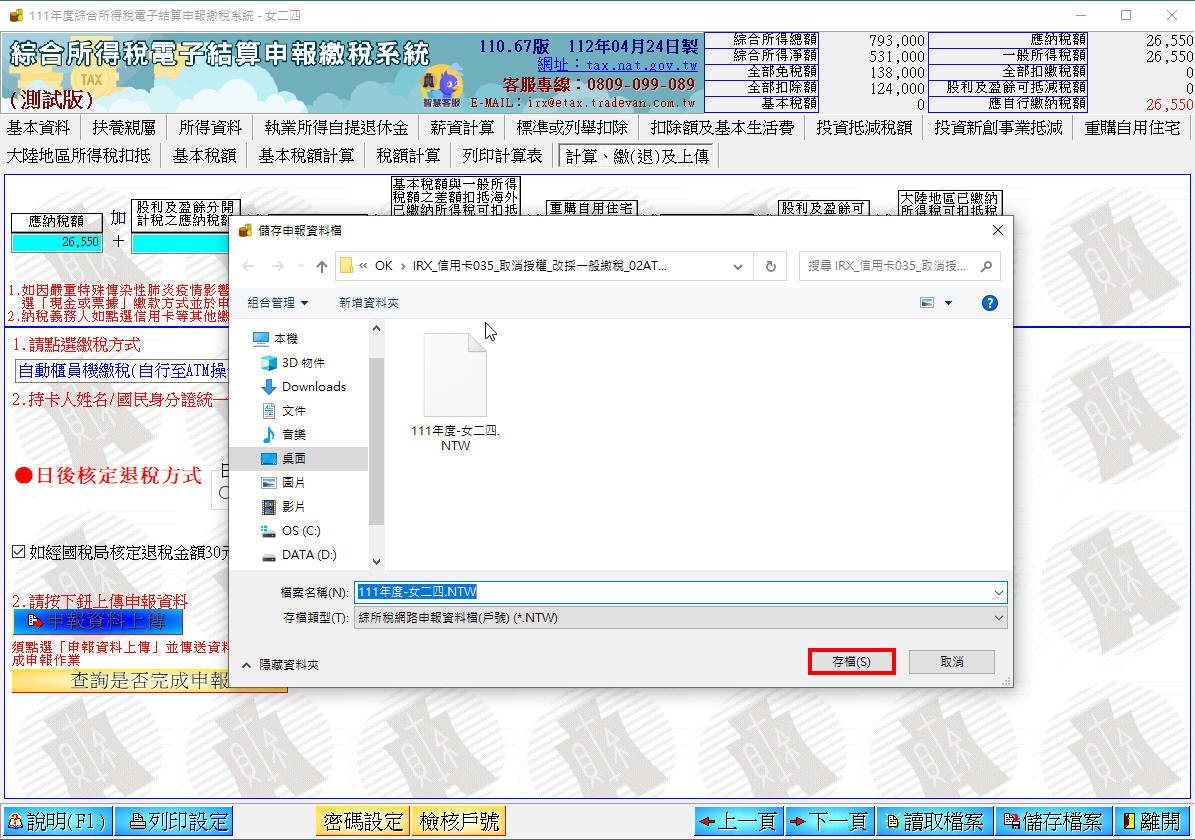 111年度綜合所得稅電子結算申報繳稅系統 - 女二四
綜合所得稅電子結算申報繳稅系統
(測試版)
TAX
110.67版 112年04月24日製
網址：tax.nat.gov.tw
客服專線：0809-099-089
E-MAIL：irx@etax.tradevan.com.tw
智慧客服
綜合所得總額 793,000 應納稅額 26,550
綜合所得淨額 531,000 一般所得稅額 26,550
全部免稅額 138,000 全部扣繳稅額 0
全部扣除額 124,000 股利及盈餘可抵減稅額 0
基本稅額 0 應自行繳納稅額 26,550
基本資料 扶養親屬 所得資料 執業所得自提退休金 薪資計算 標準或列舉扣除 扣除額及基本生活費 投資抵減稅額 投資新創事業抵減 重購自用住宅
大陸地區所得稅扣抵 基本稅額 基本稅額計算 稅額計算 列印計算表 計算、繳(退)及上傳
應納稅額
26,550
加
+
股利及盈餘分開
計稅之應納稅額
基本稅額與一般所得
稅額之差額扣抵海外
已繳納所得稅可扣抵
重購自用住宅
股利及盈餘可
大陸地區已繳納
所得稅可扣抵稅
1.如因嚴重特殊傳染性肺炎疫情影響
選「現金或票據」繳款方式並於申
2.納稅義務人如點選信用卡等其他繳
1.請點選繳稅方式
自動櫃員機繳稅(自行至ATM操
2.持卡人姓名/國民身分證統一
●日後核定退稅方式
如經國稅局核定退稅金額30元
2.請按下鈕上傳申報資料
申報資料上傳
須點選「申報資料上傳」並傳送資料
成申報作業
查詢是否完成申報
儲存申報資料檔
« OK › IRX_信用卡035_取消授權_改採一般繳稅_02AT...
搜尋 IRX_信用卡035_取消授...
組合管理 新增資料夾
?
本機
3D 物件
Downloads
文件
音樂
桌面
圖片
影片
OS (C:)
DATA (D:)
111年度-女二四.
NTW
檔案名稱(N): 111年度-女二四.NTW
存檔類型(T): 綜所稅網路申報資料檔(戶號) (*.NTW)
隱藏資料夾
存檔(S)
取消
說明(F1) 列印設定 密碼設定 檢核戶號 上一頁 下一頁 讀取檔案 儲存檔案 離開